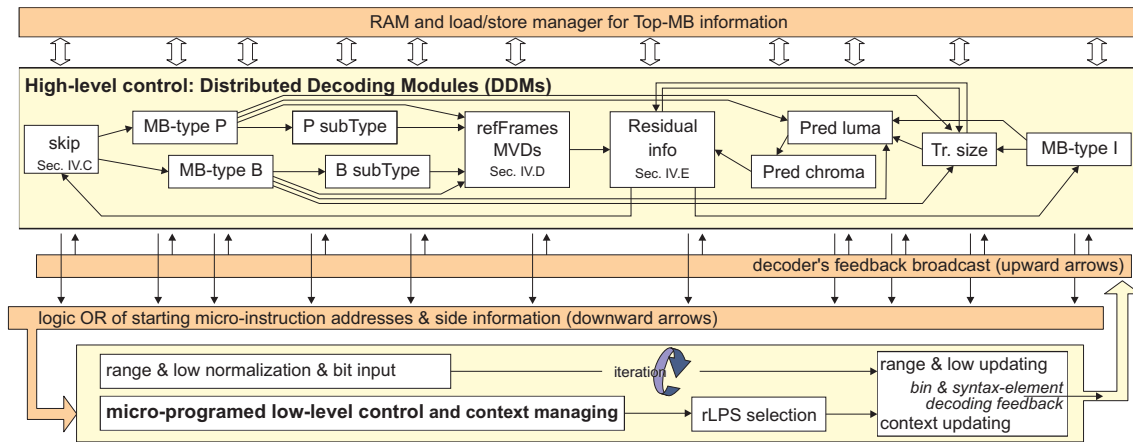 RAM and load/store manager for Top-MB information
High-level control: Distributed Decoding Modules (DDMs)
skip
Sec. IV.C
MB-type P
P subType
MB-type B
B subType
refFrames
MVDs
Sec. IV.D
Residual
info
Sec. IV.E
Pred luma
Pred chroma
Tr. size
MB-type I
decoder's feedback broadcast (upward arrows)
logic OR of starting micro-instruction addresses & side information (downward arrows)
range & low normalization & bit input
iteration
range & low updating
bin & syntax-element
decoding feedback
context updating
micro-programed low-level control and context managing
rLPS selection